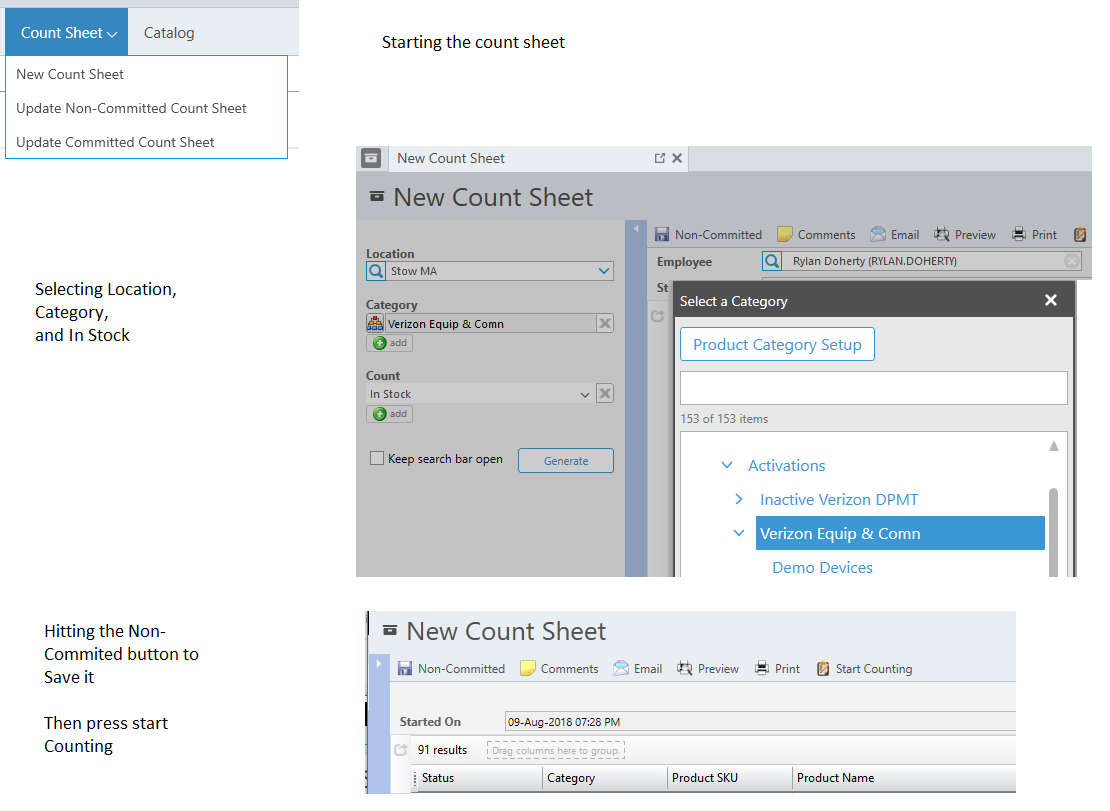 Count Sheet
Catalog
New Count Sheet
Update Non-Committed Count Sheet
Update Committed Count Sheet
Starting the count sheet
New Count Sheet
New Count Sheet
Selecting Location,
Category,
and In Stock
Location
Stow MA
Category
Verizon Equip & Comn
add
Count
In Stock
add
Keep search bar open
Generate
Non-Committed Comments Email Preview Print
Employee Rylan Doherty (RYLAN.DOHERTY)
St
Select a Category
Product Category Setup
153 of 153 items
Activations
Inactive Verizon DPMT
Verizon Equip & Comn
Demo Devices
Hitting the Non-
Commited button to
Save it
Then press start
Counting
New Count Sheet
Non-Committed Comments Email Preview Print Start Counting
Started On 09-Aug-2018 07:28 PM
91 results Drag columns here to group.
Status Category Product SKU Product Name